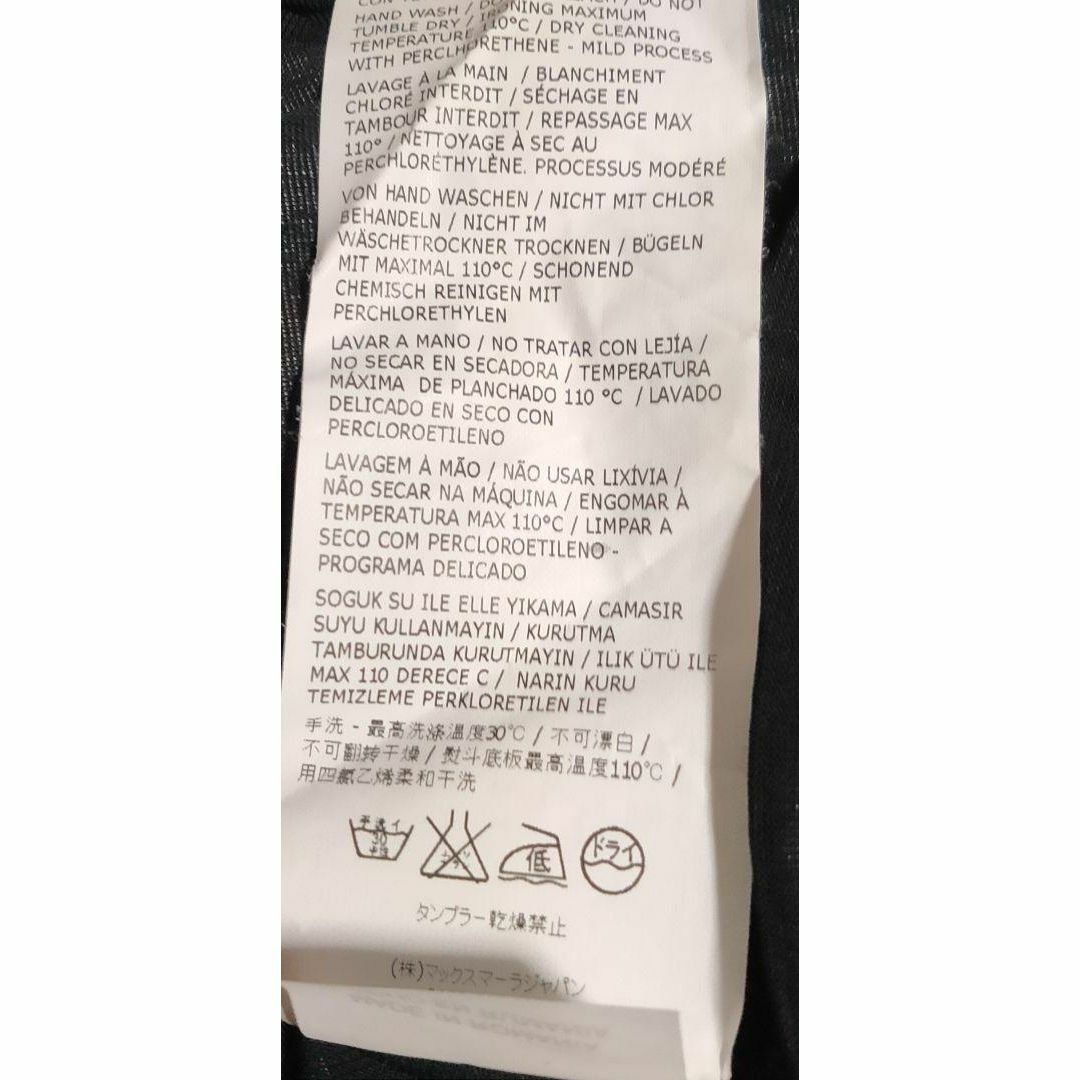 DO NOT
HAND WASH / IRONING MAXIMUM
TUMBLE DRY / 110°C / DRY CLEANING
TEMPERATURE
WITH PERCLHORETHENE - MILD PROCESS
LAVAGE À LA MAIN / BLANCHIMENT
CHLORÉ INTERDIT / SÉCHAGE EN
TAMBOUR INTERDIT / REPASSAGE MAX
110° / NETTOYAGE À SEC AU
PERCHLORÉTHYLÈNE. PROCESSUS MODÉRÉ
VON HAND WASCHEN / NICHT MIT CHLOR
BEHANDELN / NICHT IM
WÄSCHETROCKNER TROCKNEN / BÜGELN
MIT MAXIMAL 110°C / SCHONEND
CHEMISCH REINIGEN MIT
PERCHLORETHYLEN
LAVAR A MANO / NO TRATAR CON LEJÍA /
NO SECAR EN SECADORA / TEMPERATURA
MÁXIMA DE PLANCHADO 110 °C / LAVADO
DELICADO EN SECO CON
PERCLOROETILENO
LAVAGEM À MÃO / NÃO USAR LIXÍVIA /
NÃO SECAR NA MÁQUINA / ENGOMAR À
TEMPERATURA MAX 110°C / LIMPAR A
SECO COM PERCLOROETILENO -
PROGRAMA DELICADO
SOGUK SU ILE ELLE YIKAMA / CAMASIR
SUYU KULLANMAYIN / KURUTMA
TAMBURUNDA KURUTMAYIN / ILIK ÜTÜ ILE
MAX 110 DERECE C / NARIN KURU
TEMIZLEME PERKLORETILEN ILE
手洗 - 最高洗涤温度30℃ / 不可漂白 /
不可翻转干燥 / 熨斗底板最高温度110℃ /
用四氯乙烯柔和干洗
手洗イ
30
低
ドライ
タンブラー乾燥禁止
(株)マックスマーラジャパン